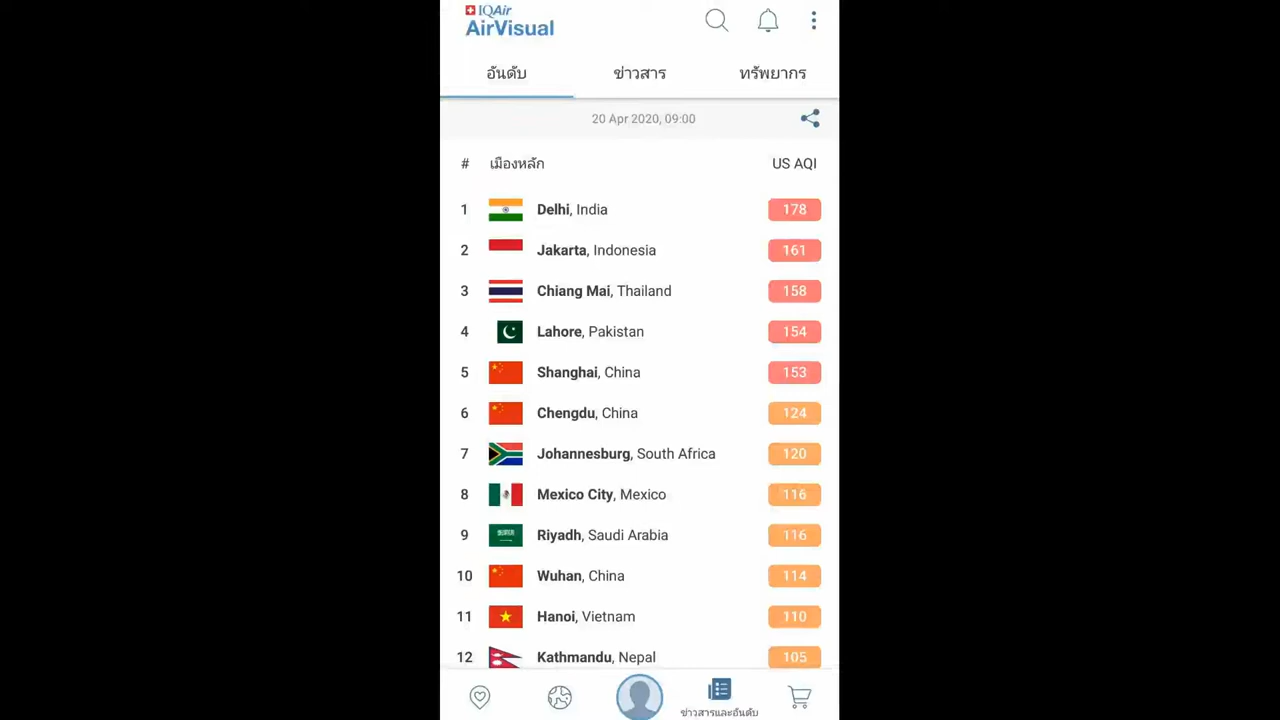 IQAir
AirVisual
อันดับ ข่าวสาร ทรัพยากร
20 Apr 2020, 09:00
# เมืองหลัก US AQI
1 Delhi, India 178
2 Jakarta, Indonesia 161
3 Chiang Mai, Thailand 158
4 Lahore, Pakistan 154
5 Shanghai, China 153
6 Chengdu, China 124
7 Johannesburg, South Africa 120
8 Mexico City, Mexico 116
9 Riyadh, Saudi Arabia 116
10 Wuhan, China 114
11 Hanoi, Vietnam 110
12 Kathmandu, Nepal 105
ข่าวสารและอันดับ